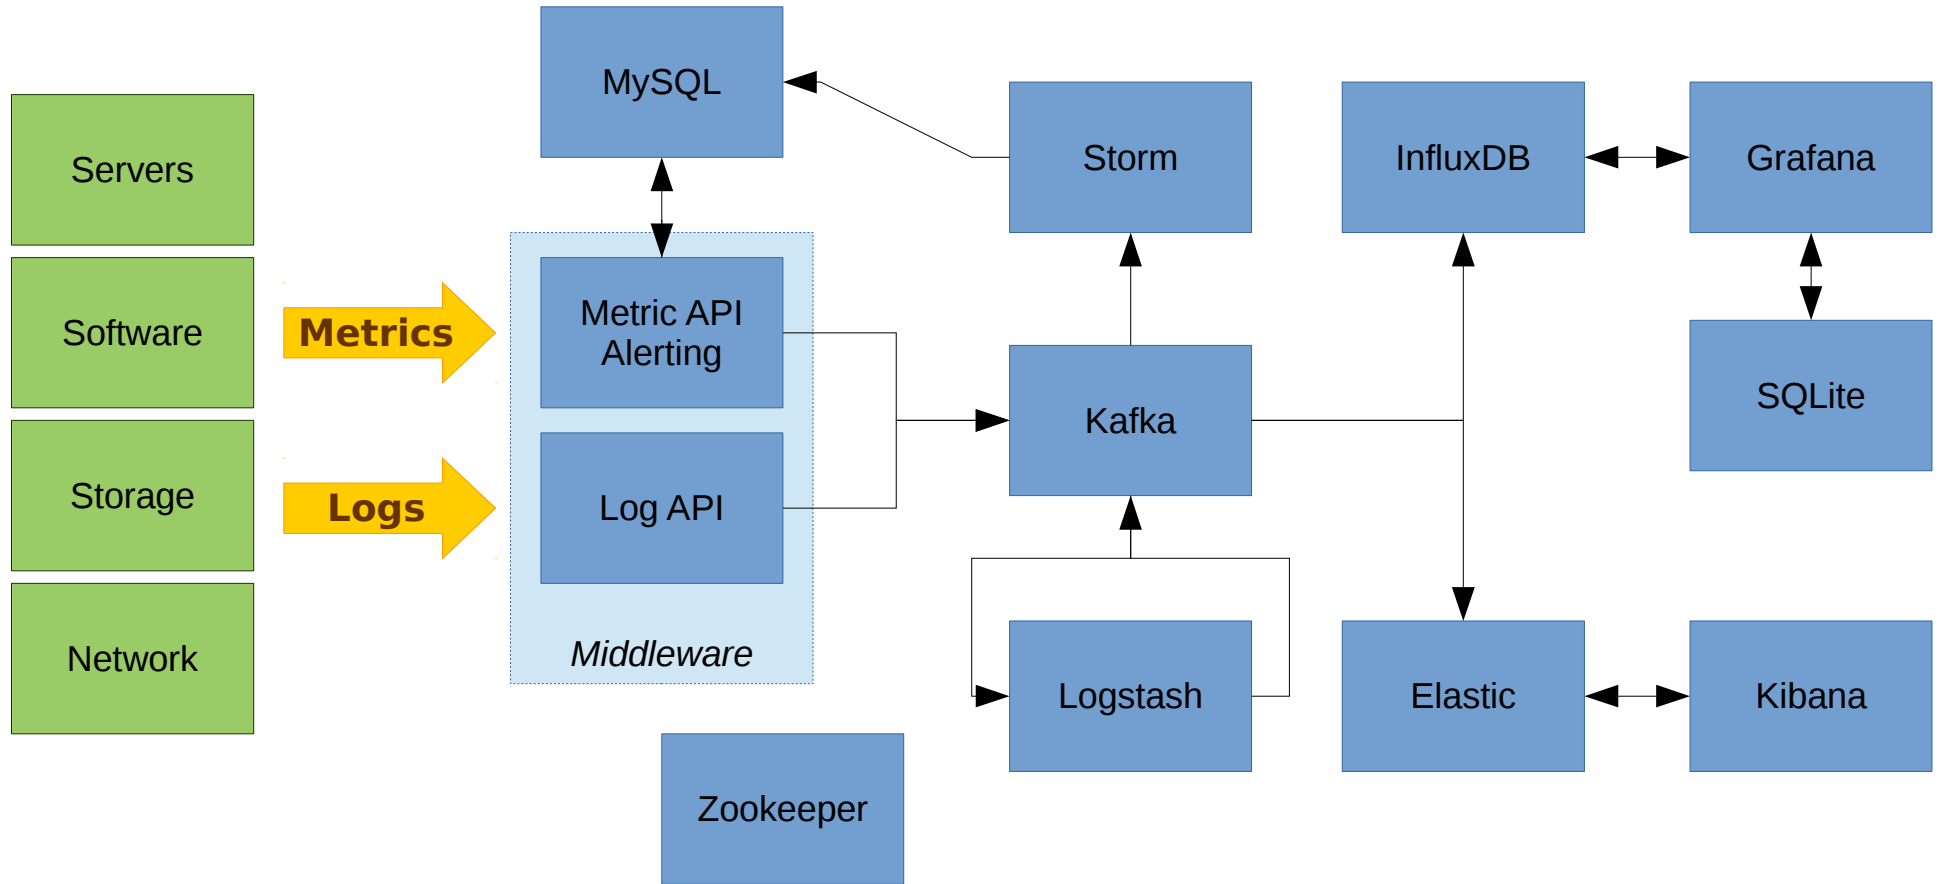 Servers
Software
Storage
Network
Metrics
Logs
MySQL
Metric API
Alerting
Log API
Middleware
Zookeeper
Storm
Kafka
Logstash
InfluxDB
Elastic
Grafana
SQLite
Kibana